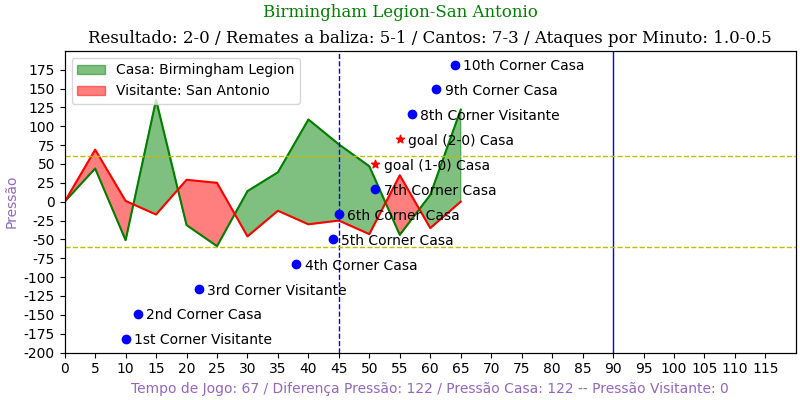 Birmingham Legion-San Antonio
Resultado: 2-0 / Remates a baliza: 5-1 / Cantos: 7-3 / Ataques por Minuto: 1.0-0.5
Casa: Birmingham Legion
Visitante: San Antonio
10th Corner Casa
9th Corner Casa
8th Corner Visitante
goal (2-0) Casa
goal (1-0) Casa
7th Corner Casa
6th Corner Casa
5th Corner Casa
4th Corner Casa
3rd Corner Visitante
2nd Corner Casa
1st Corner Visitante
Pressão
175
150
125
100
75
50
25
0
-25
-50
-75
-100
-125
-150
-175
-200
0 5 10 15 20 25 30 35 40 45 50 55 60 65 70 75 80 85 90 95 100 105 110 115
Tempo de Jogo: 67 / Diferença Pressão: 122 / Pressão Casa: 122 -- Pressão Visitante: 0